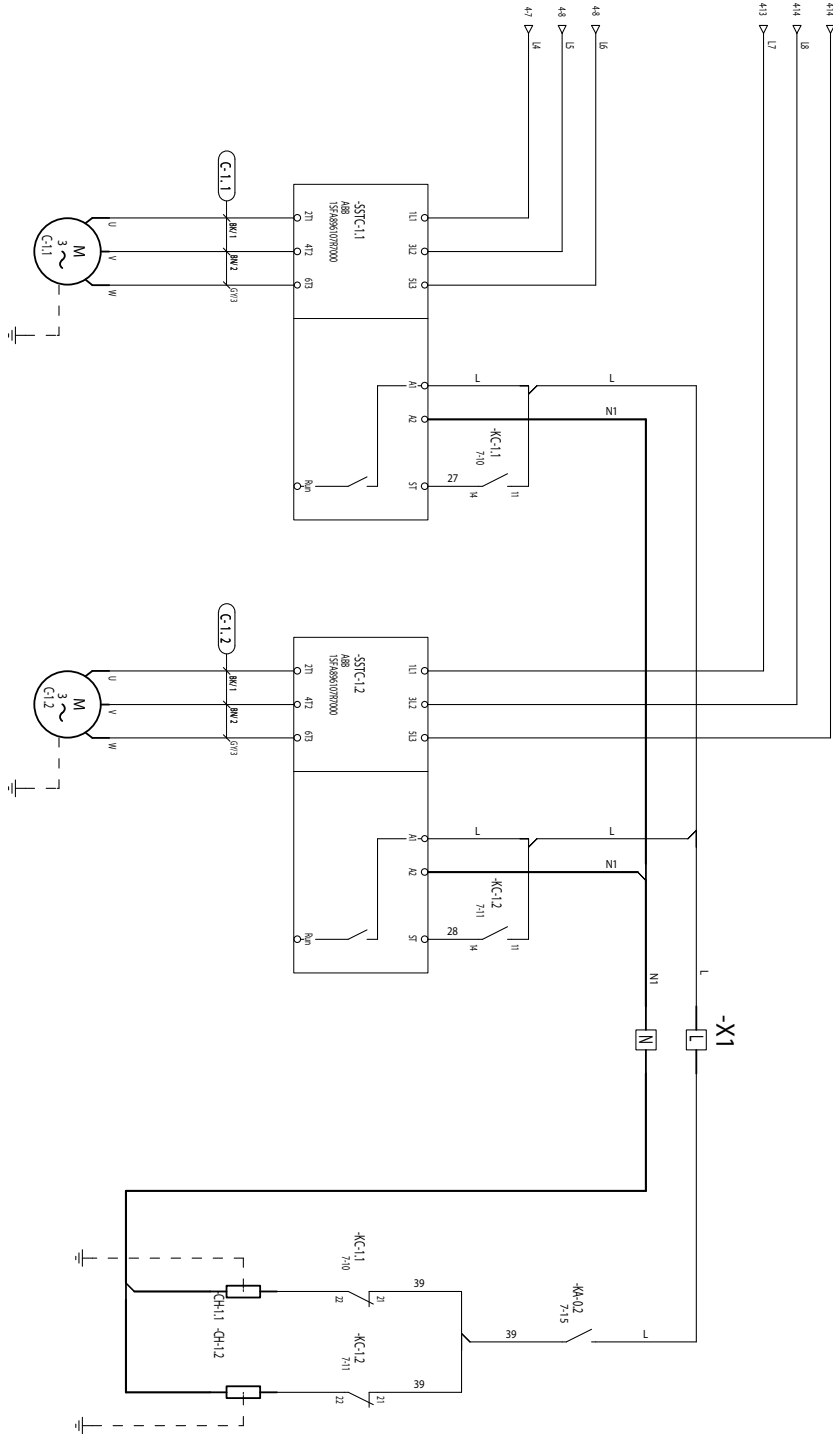 4-7
L4
4-8
L5
4-8
L6
4-13
L7
4-14
L8
4-14
C-1.1
-SSTC-1.1
ABB
1SFA896107R7000
1L1
3L2
5L3
2T1
4T2
6T3
BK/1
BN/2
GY/3
U
V
W
M
3
C-1.1
A1
A2
ST
Run
L
L
N1
-KC-1.1
7-10
27
14
11
C-1.2
-SSTC-1.2
ABB
1SFA896107R7000
1L1
3L2
5L3
2T1
4T2
6T3
BK/1
BN/2
GY/3
U
V
W
M
3
C-1.2
A1
A2
ST
Run
L
L
N1
-KC-1.2
7-11
28
14
11
N1
L
-X1
N
L
-KC-1.1
7-10
39
22
21
-CH-1.1
-CH-1.2
-KC-1.2
7-11
39
22
21
-KA-0.2
7-15
39
L